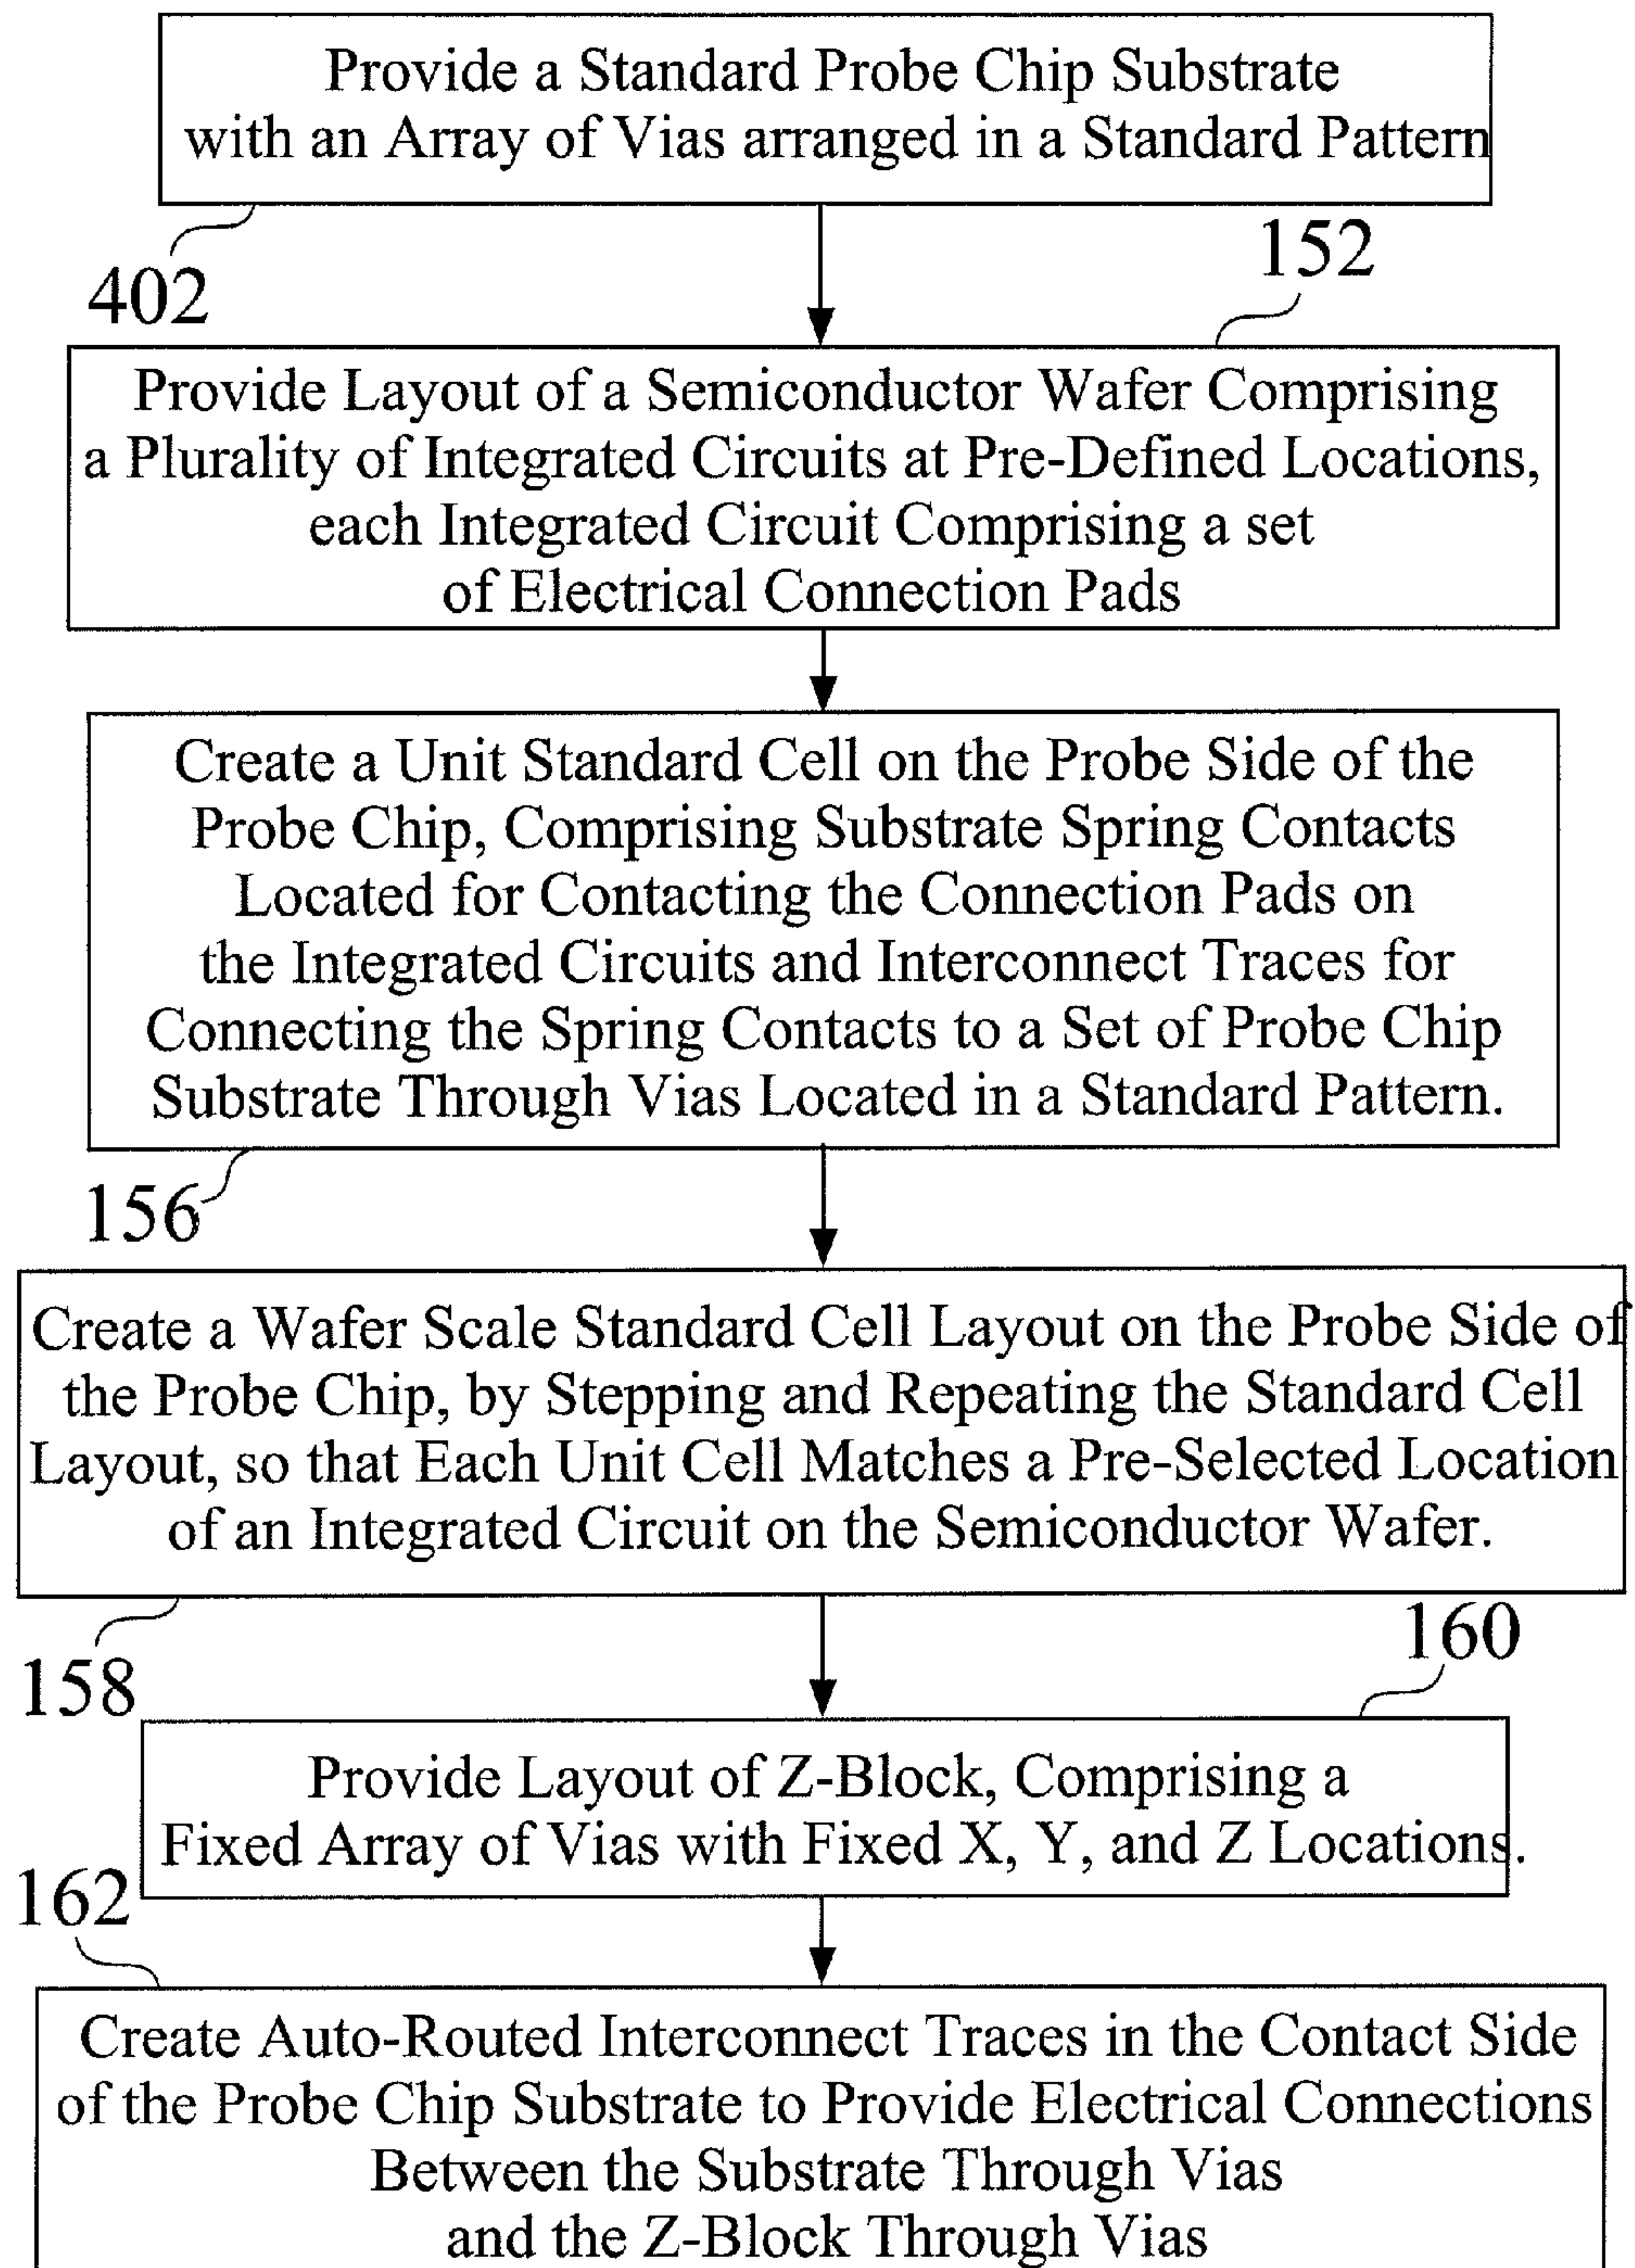 Provide a Standard Probe Chip Substrate
with an Array of Vias arranged in a Standard Pattern
402
152
Provide Layout of a Semiconductor Wafer Comprising
a Plurality of Integrated Circuits at Pre-Defined Locations,
each Integrated Circuit Comprising a set
of Electrical Connection Pads
Create a Unit Standard Cell on the Probe Side of the
Probe Chip, Comprising Substrate Spring Contacts
Located for Contacting the Connection Pads on
the Integrated Circuits and Interconnect Traces for
Connecting the Spring Contacts to a Set of Probe Chip
Substrate Through Vias Located in a Standard Pattern.
156
Create a Wafer Scale Standard Cell Layout on the Probe Side of
the Probe Chip, by Stepping and Repeating the Standard Cell
Layout, so that Each Unit Cell Matches a Pre-Selected Location
of an Integrated Circuit on the Semiconductor Wafer.
158
160
Provide Layout of Z-Block, Comprising a
Fixed Array of Vias with Fixed X, Y, and Z Locations.
162
Create Auto-Routed Interconnect Traces in the Contact Side
of the Probe Chip Substrate to Provide Electrical Connections
Between the Substrate Through Vias
and the Z-Block Through Vias